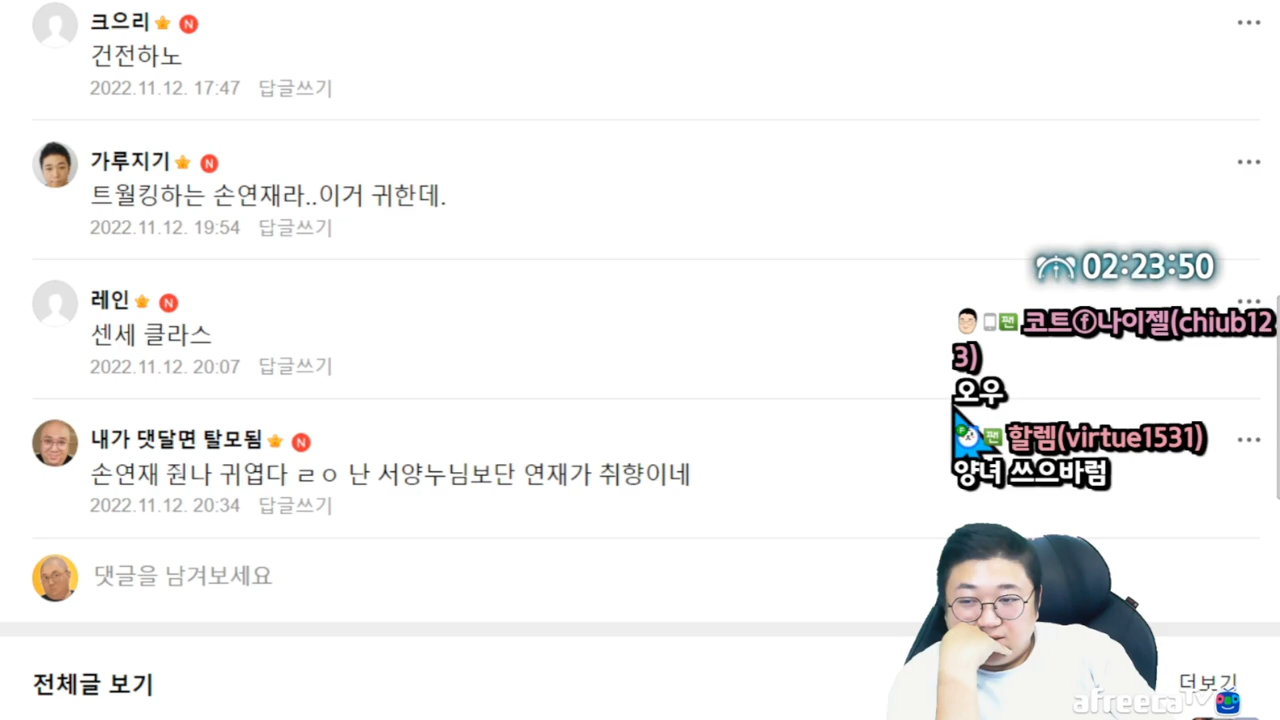 크으리
건전하노
2022.11.12. 17:47 답글쓰기
가루지기
트월킹하는 손연재라..이거 귀한데.
2022.11.12. 19:54 답글쓰기
레인
센세 클라스
2022.11.12. 20:07 답글쓰기
내가 댓달면 탈모됨
손연재 줜나 귀엽다 ㄹㅇ 난 서양누님보단 연재가 취향이네
2022.11.12. 20:34 답글쓰기
댓글을 남겨보세요
전체글 보기
더보기
02:23:50
코트ⓕ나이젤(chiub12
3)
오우
할렘(virtue1531)
양녀 쓰으바럼
afreecaTV